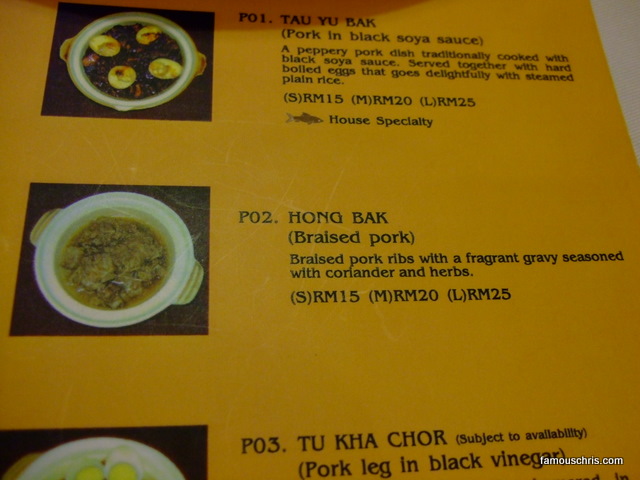 P01. TAU YU BAK
(Pork in black soya sauce)
A peppery pork dish traditionally cooked with
black soya sauce. Served together with hard
boiled eggs that goes delightfully with steamed
plain rice.
(S)RM15 (M)RM20 (L)RM25
House Specialty
P02. HONG BAK
(Braised pork)
Braised pork ribs with a fragrant gravy seasoned
with coriander and herbs.
(S)RM15 (M)RM20 (L)RM25
P03. TU KHA CHOR (Subject to availability)
(Pork leg in black vinegar)
in
famouschris.com